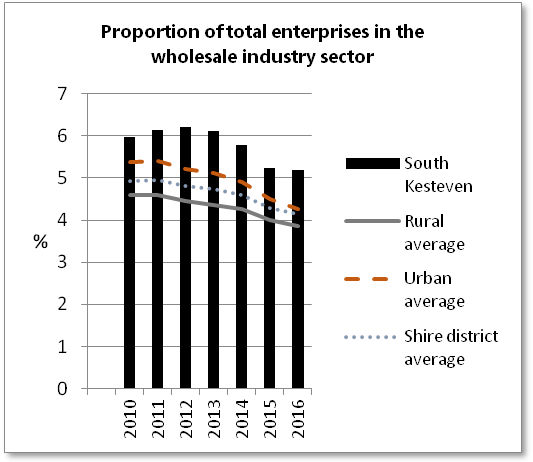 Proportion of total enterprises in the
wholesale industry sector
7
6
5
4
3
2
1
0
%
2010
2011
2012
2013
2014
2015
2016
South
Kesteven
Rural
average
Urban
average
Shire district
average